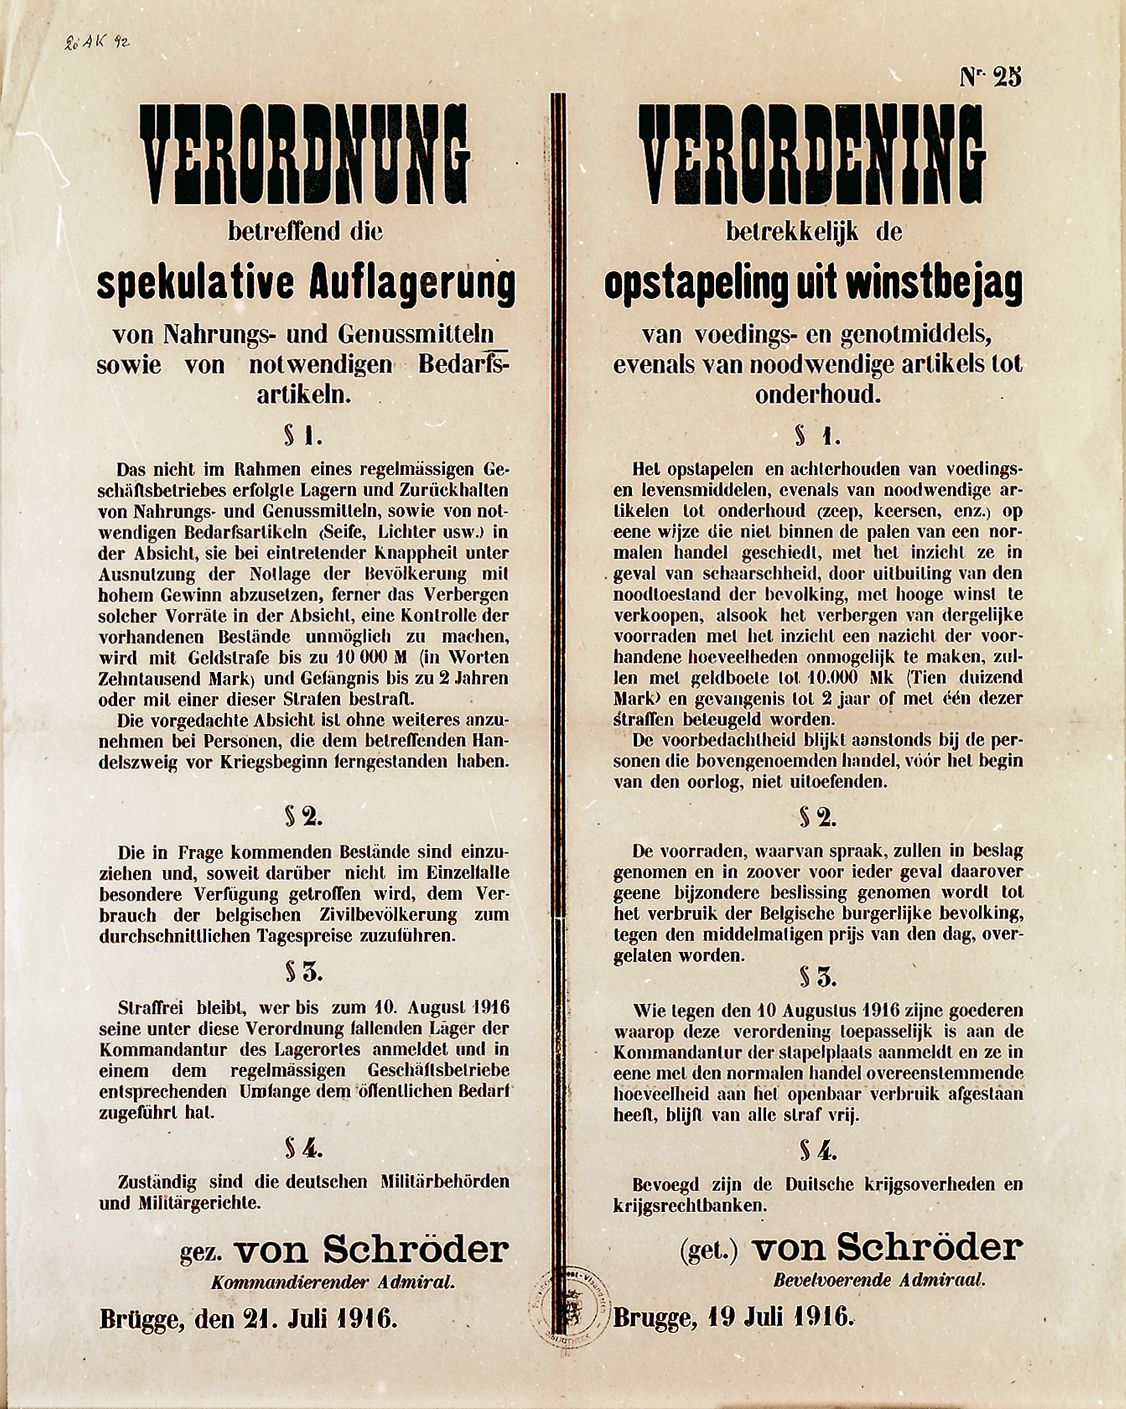 20 AK 92
Nr. 25
VERORDNUNG
betreffend die
spekulative Auflagerung
von Nahrungs- und Genussmitteln
sowie von notwendigen Bedarfs-
artikeln.
§ 1.
Das nicht im Rahmen eines regelmässigen Ge-
schäftsbetriebes erfolgte Lagern und Zurückhalten
von Nahrungs- und Genussmitteln, sowie von not-
wendigen Bedarfsartikeln (Seife, Lichter usw.) in
der Absicht, sie bei eintretender Knappheit unter
Ausnutzung der Notlage der Bevölkerung mit
hohem Gewinn abzusetzen, ferner das Verbergen
solcher Vorräte in der Absicht, eine Kontrolle der
vorhandenen Bestände unmöglich zu machen,
wird mit Geldstrafe bis zu 10 000 M (in Worten
Zehntausend Mark) und Gefängnis bis zu 2 Jahren
oder mit einer dieser Strafen bestraft.
Die vorgedachte Absicht ist ohne weiteres anzu-
nehmen bei Personen, die dem betreffenden Han-
delszweig vor Kriegsbeginn ferngestanden haben.
§ 2.
Die in Frage kommenden Bestände sind einzu-
ziehen und, soweit darüber nicht im Einzelfalle
besondere Verfügung getroffen wird, dem Ver-
brauch der belgischen Zivilbevölkerung zum
durchschnittlichen Tagespreise zuzuführen.
§ 3.
Straffrei bleibt, wer bis zum 10. August 1916
seine unter diese Verordnung fallenden Läger der
Kommandantur des Lagerortes anmeldet und in
einem dem regelmässigen Geschäftsbetriebe
entsprechenden Umfange dem öffentlichen Bedarf
zugeführt hat.
§ 4.
Zuständig sind die deutschen Militärbehörden
und Militärgerichte.
gez. von Schröder
Kommandierender Admiral.
Brügge, den 21. Juli 1916.
VERORDENING
betrekkelijk de
opstapeling uit winstbejag
van voedings- en genotmiddels,
evenals van noodwendige artikels tot
onderhoud.
§ 1.
Het opstapelen en achterhouden van voedings-
en levensmiddelen, evenals van noodwendige ar-
tikelen tot onderhoud (zeep, keersen, enz.) op
eene wijze die niet binnen de palen van een nor-
malen handel geschiedt, met het inzicht ze in
geval van schaarschheid, door uitbuiting van den
noodtoestand der bevolking, met hooge winst te
verkoopen, alsook het verbergen van dergelijke
voorraden met het inzicht een nazicht der voor-
handene hoeveelheden onmogelijk te maken, zul-
len met geldboete tot 10.000 Mk (Tien duizend
Mark) en gevangenis tot 2 jaar of met één dezer
straffen beteugeld worden.
De voorbedachtheid blijkt aanstonds bij de per-
sonen die bovengenoemden handel, vóór het begin
van den oorlog, niet uitoefenden.
§ 2.
De voorraden, waarvan spraak, zullen in beslag
genomen en in zoover voor ieder geval daarover
geene bijzondere beslissing genomen wordt tot
het verbruik der Belgische burgerlijke bevolking,
tegen den middelmatigen prijs van den dag, over-
gelaten worden.
§ 3.
Wie tegen den 10 Augustus 1916 zijne goederen
waarop deze verordening toepasselijk is aan de
Kommandantur der stapelplaats aanmeldt en ze in
eene met den normalen handel overeenstemmende
hoeveelheid aan het openbaar verbruik afgestaan
heeft, blijft van alle straf vrij.
§ 4.
Bevoegd zijn de Duitsche krijgsoverheden en
krijgsrechtbanken.
(get.) von Schröder
Bevelvoerende Admiraal.
Brugge, 19 Juli 1916.